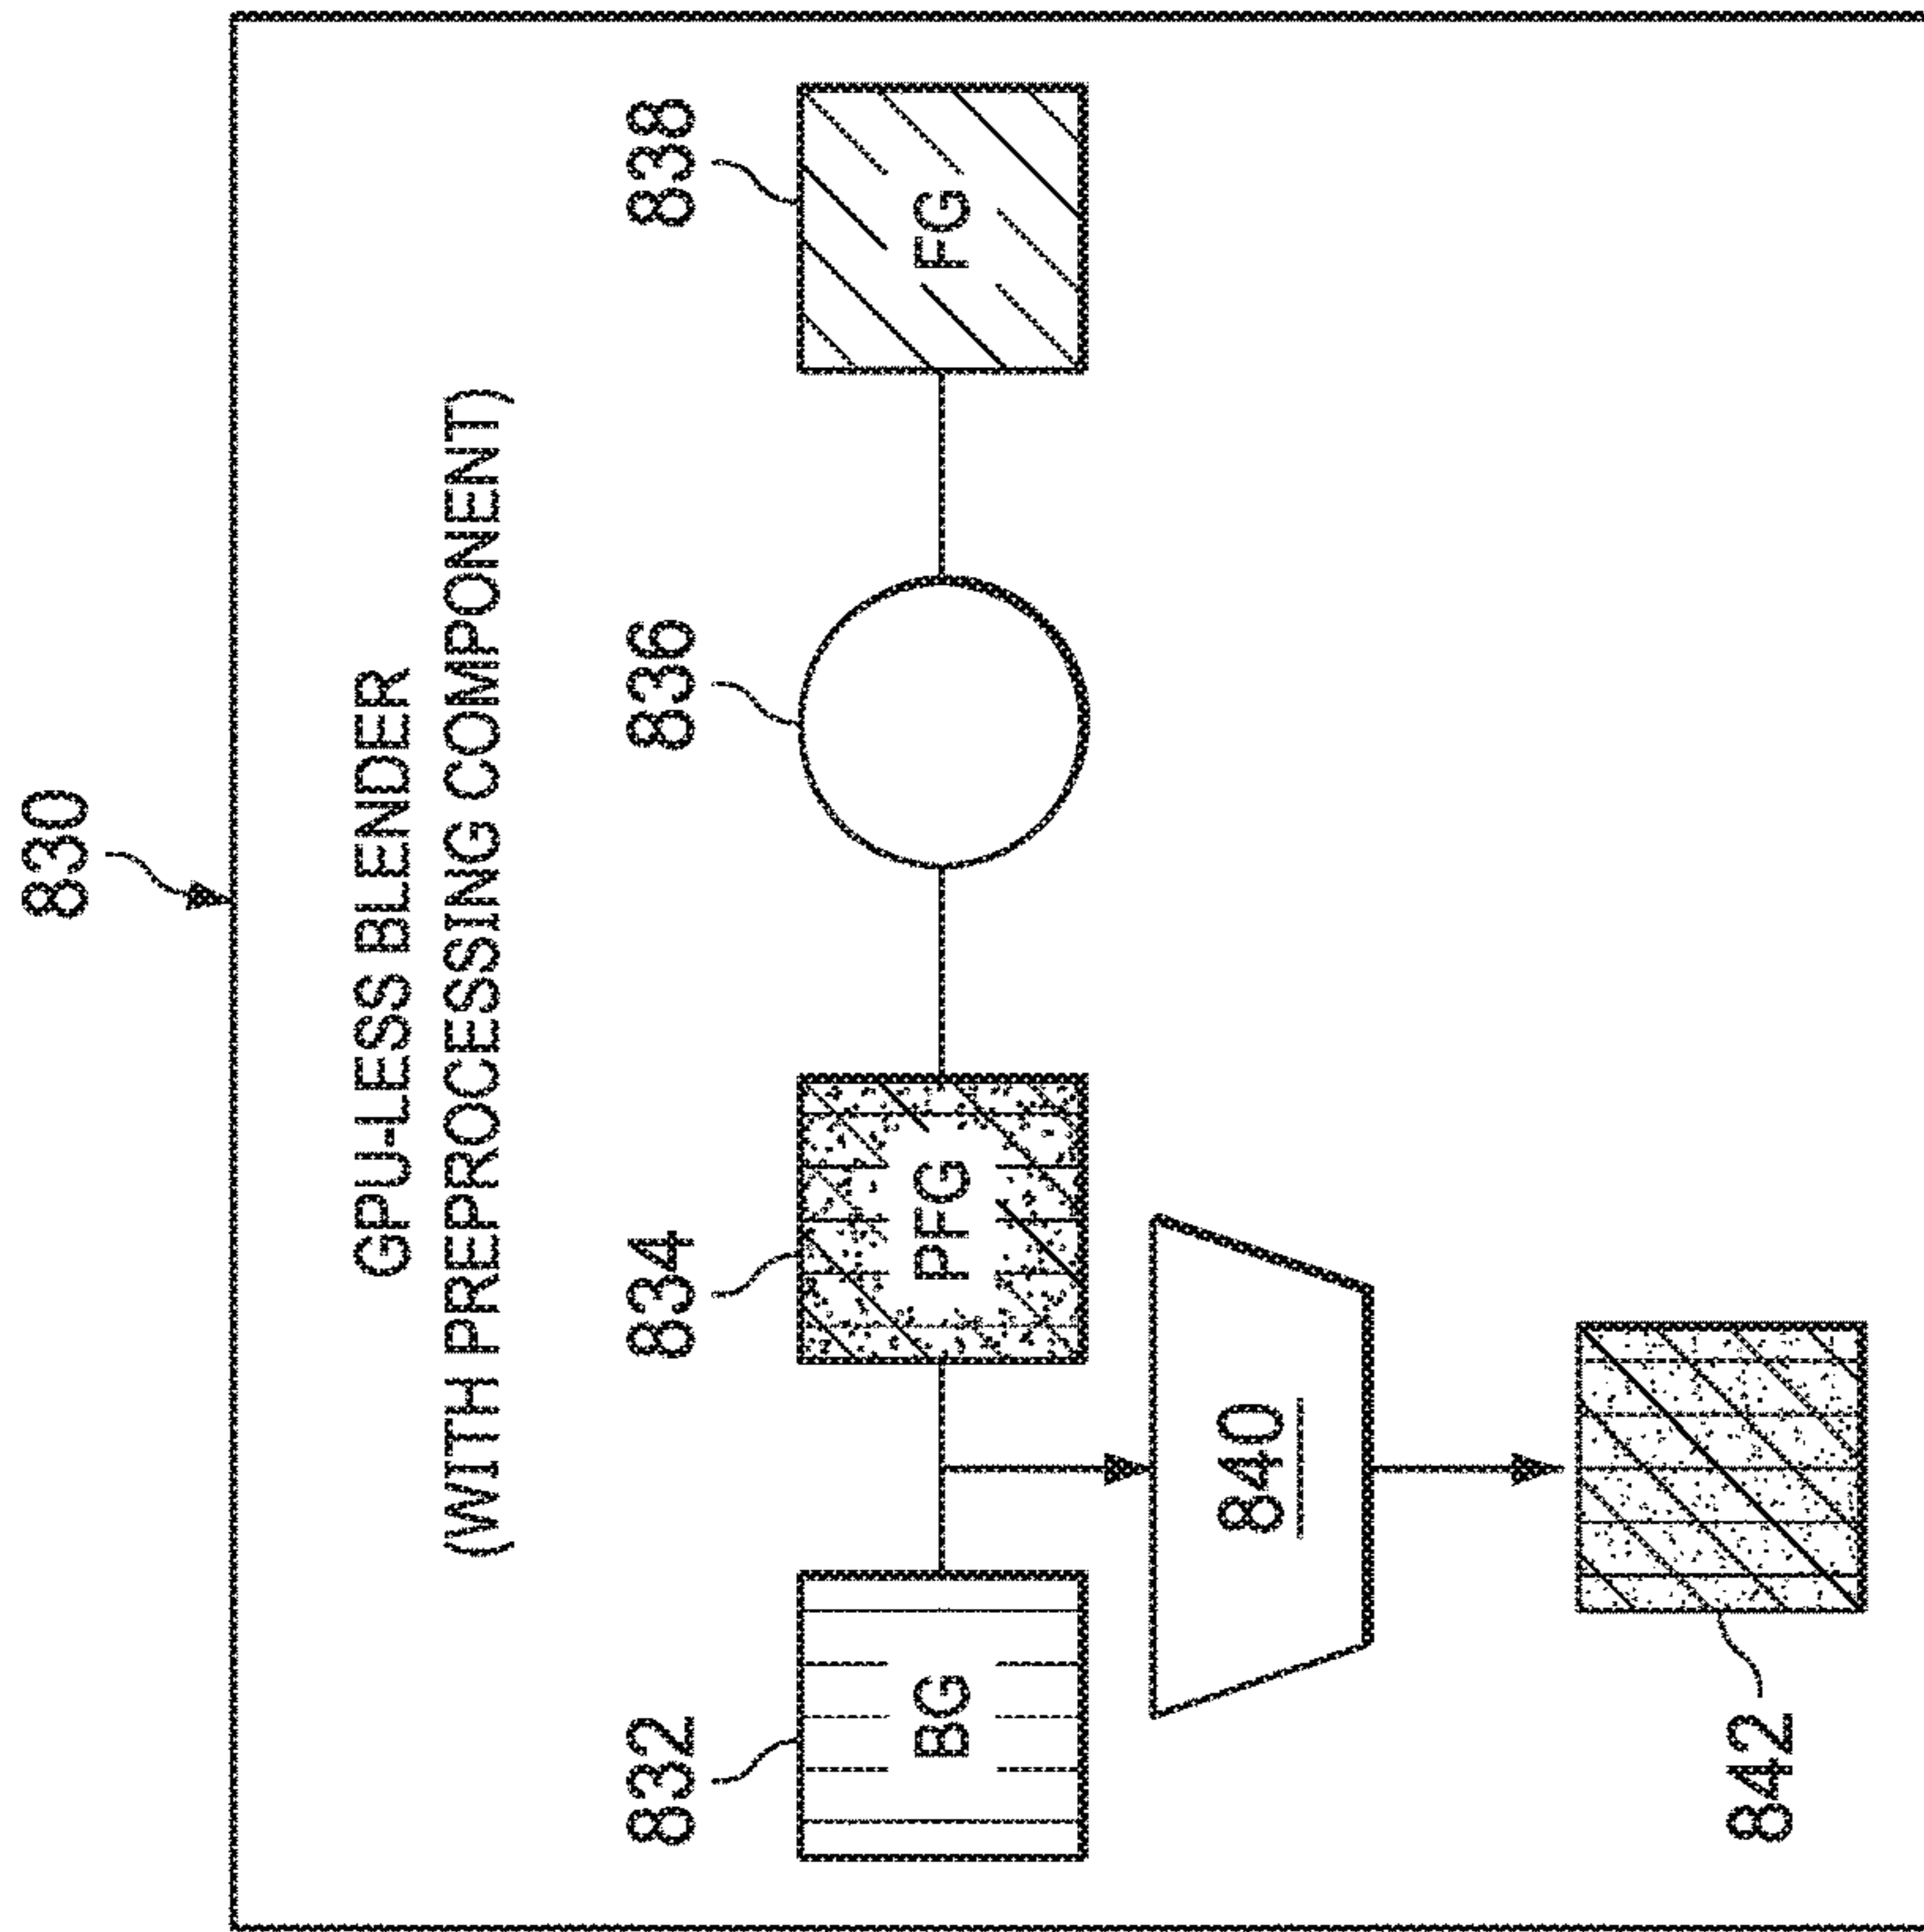 830
GPU-LESS BLENDER
(WITH PREPROCESSING COMPONENT)
832
834
836
838
BG
PFG
FG
840
842